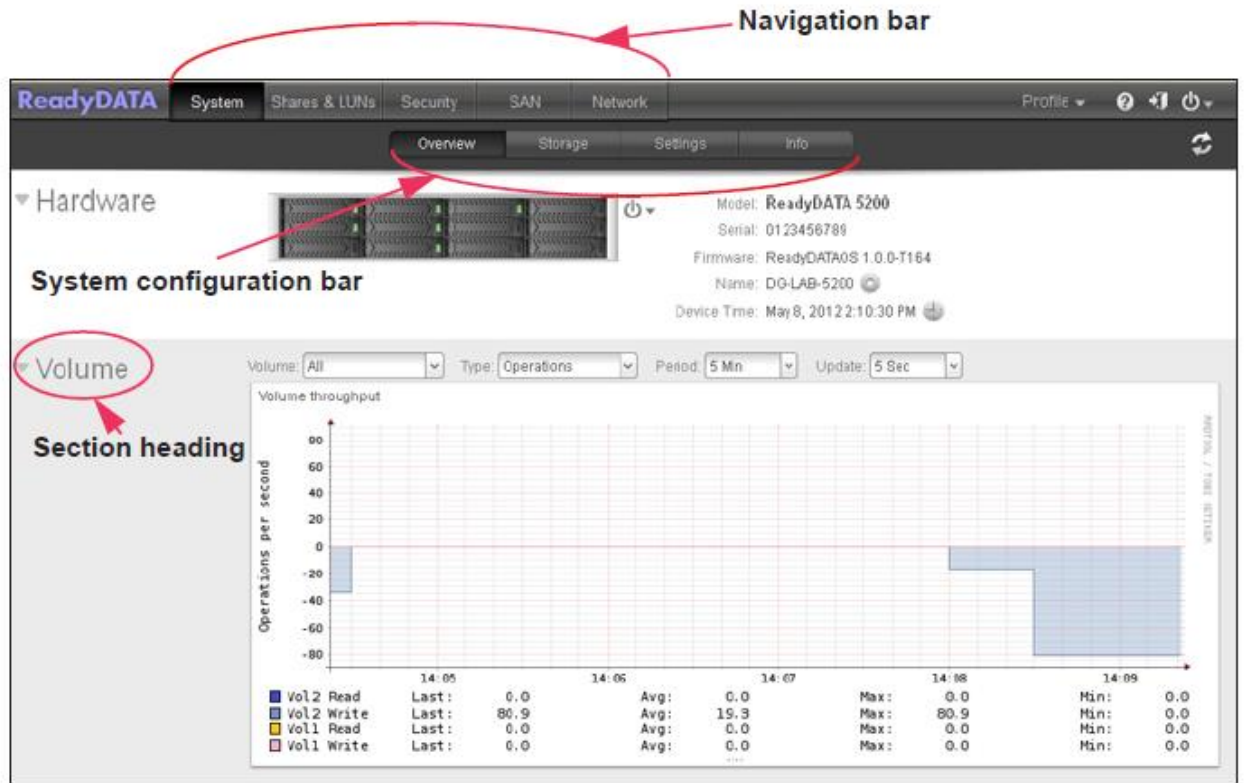 Navigation bar
ReadyDATA System Shares & LUNs Security SAN Network Profile
Overview Storage Settings Info
Hardware
Model: ReadyDATA 5200
Serial: 0123456789
Firmware: ReadyDATAOS 1.0.0-T164
Name: DG-LAB-5200
Device Time: May 8, 2012 2:10:30 PM
System configuration bar
Volume
Volume: All Type: Operations Period: 5 Min Update: 5 Sec
Section heading
Volume throughput
Operations per second
80
60
40
20
0
-20
-40
-60
-80
14:05 14:06 14:07 14:08 14:09
Vol2 Read Last: 0.0 Avg: 0.0 Max: 0.0 Min: 0.0
Vol2 Write Last: 80.9 Avg: 19.3 Max: 80.9 Min: 0.0
Vol1 Read Last: 0.0 Avg: 0.0 Max: 0.0 Min: 0.0
Vol1 Write Last: 0.0 Avg: 0.0 Max: 0.0 Min: 0.0
RRDTOOL / TOBI OETIKER